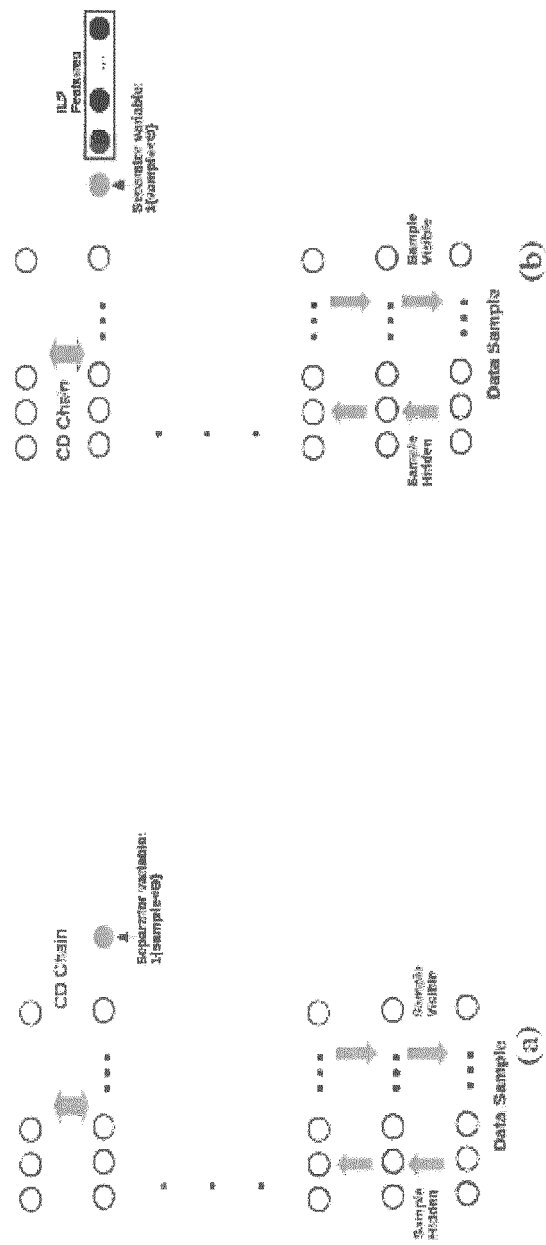 CD Chain
Separator variable:
Sample
Hidden
Sample
Visible
Data Sample
(a)
ILP
Features
CD Chain
Separator variable:
Sample
Hidden
Sample
Visible
Data Sample
(b)